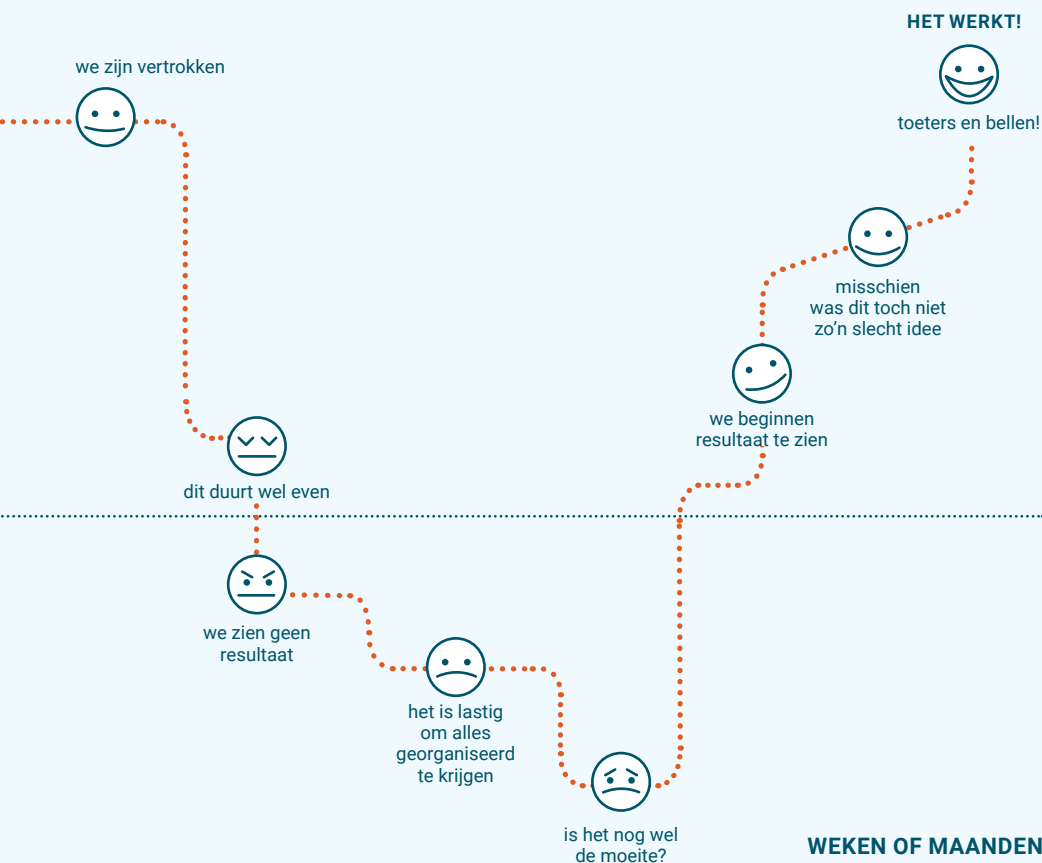 HET WERKT!
we zijn vertrokken
toeters en bellen!
misschien
was dit toch niet
zo’n slecht idee
we beginnen
resultaat te zien
dit duurt wel even
we zien geen
resultaat
het is lastig
om alles
georganiseerd
te krijgen
is het nog wel
de moeite?
WEKEN OF MAANDEN